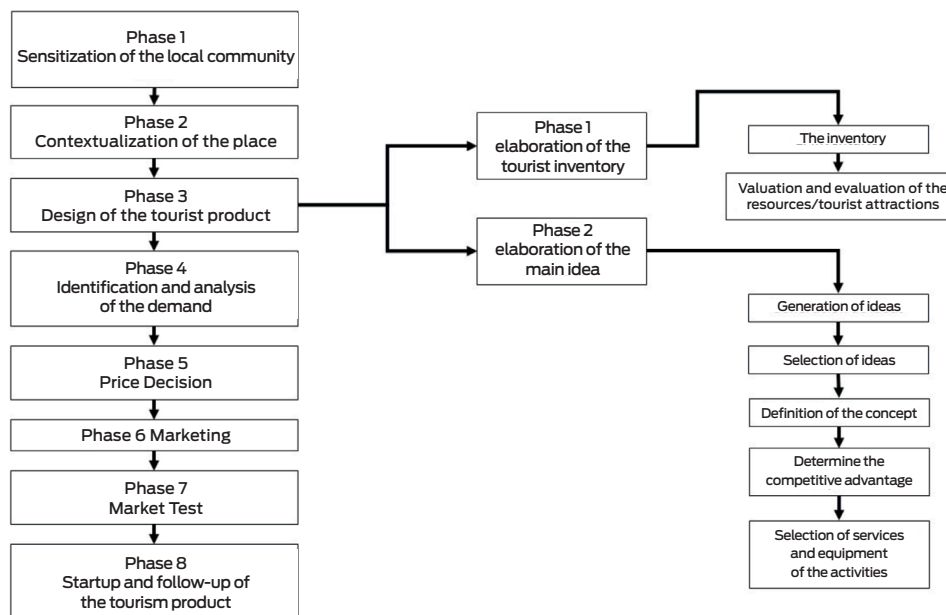 Phase 1
Sensitization of the local community
Phase 2
Contextualization of the place
Phase 3
Design of the tourist product
Phase 4
Identification and analysis
of the demand
Phase 5
Price Decision
Phase 6 Marketing
Phase 7
Market Test
Phase 8
Startup and follow-up of
the tourism product
Phase 1
elaboration of the
tourist inventory
Phase 2
elaboration of the
main idea
The inventory
Valuation and evaluation of the
resources/tourist attractions
Generation of ideas
Selection of ideas
Definition of the concept
Determine the
competitive advantage
Selection of services
and equipment
of the activities